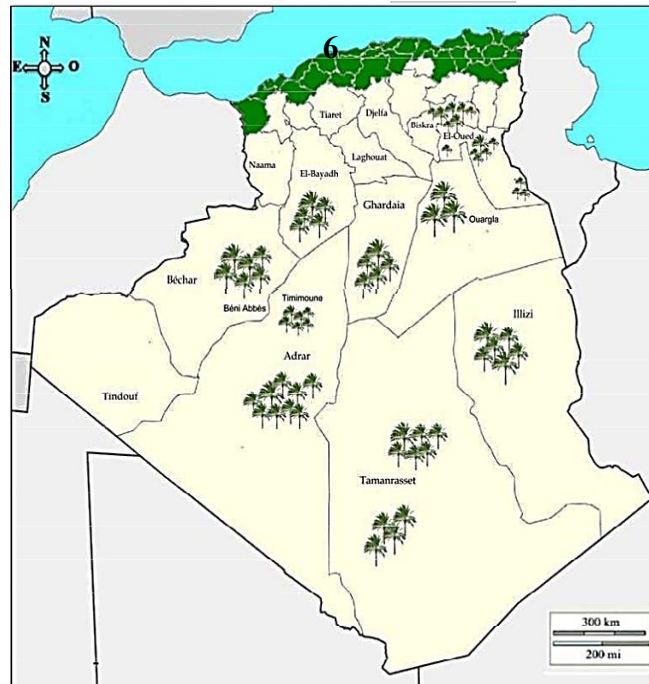 6
N
E O
S
Tiaret
Djelfa
Biskra
El-Oued
Naama
Laghouat
El-Bayadh
Ghardaia
Ouargla
Béchar
Béni Abbés
Timimoune
Illizi
Adrar
Tindouf
Tamanrasset
300 km
200 mi